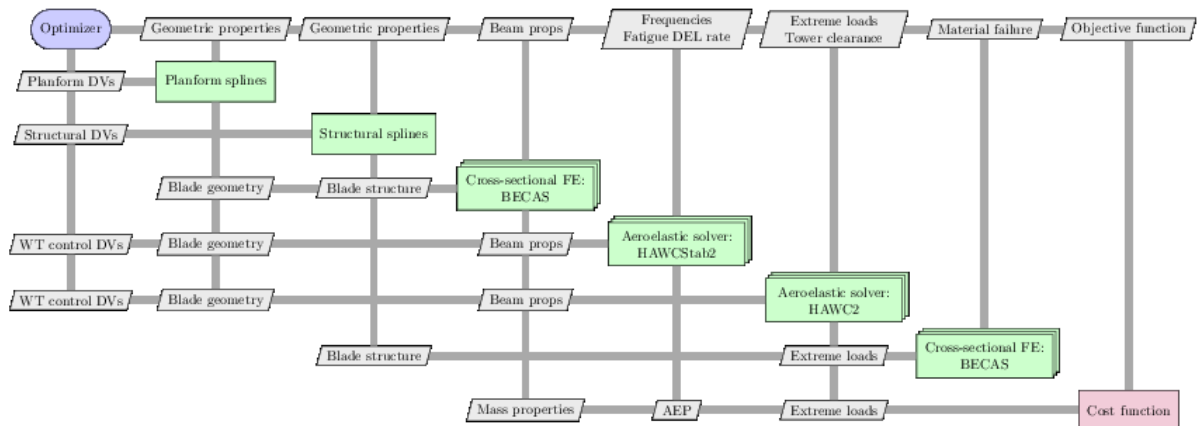 Optimizer
Geometric properties
Geometric properties
Beam props
Frequencies
Fatigue DEL rate
Extreme loads
Tower clearance
Material failure
Objective function
Planform DVs
Planform splines
Structural DVs
Structural splines
Blade geometry
Blade structure
Cross-sectional FE:
BECAS
WT control DVs
Blade geometry
Beam props
Aeroelastic solver:
HAWCStab2
WT control DVs
Blade geometry
Beam props
Aeroelastic solver:
HAWC2
Blade structure
Extreme loads
Cross-sectional FE:
BECAS
Mass properties
AEP
Extreme loads
Cost function